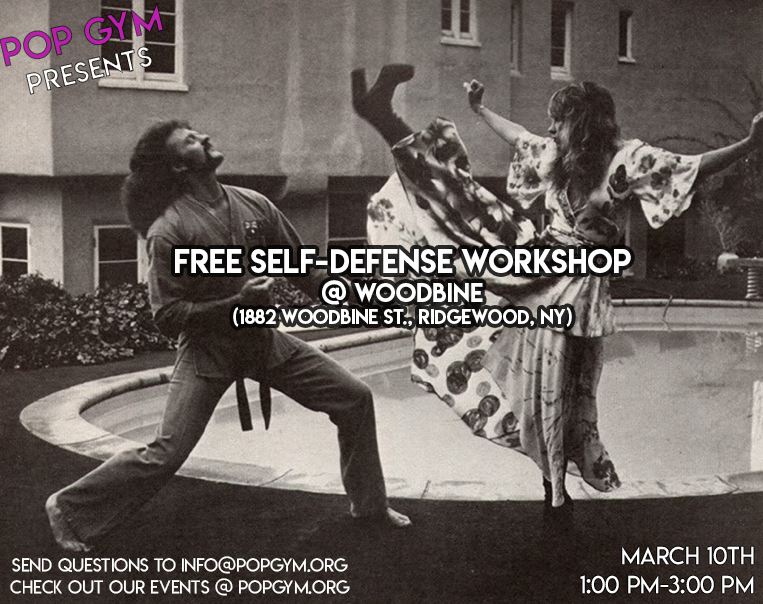 POP GYM
PRESENTS
FREE SELF-DEFENSE WORKSHOP
@ WOODBINE
(1882 WOODBINE ST., RIDGEWOOD, NY)
SEND QUESTIONS TO INFO@POPGYM.ORG
CHECK OUT OUR EVENTS @ POPGYM.ORG
MARCH 10TH
1:00 PM-3:00 PM